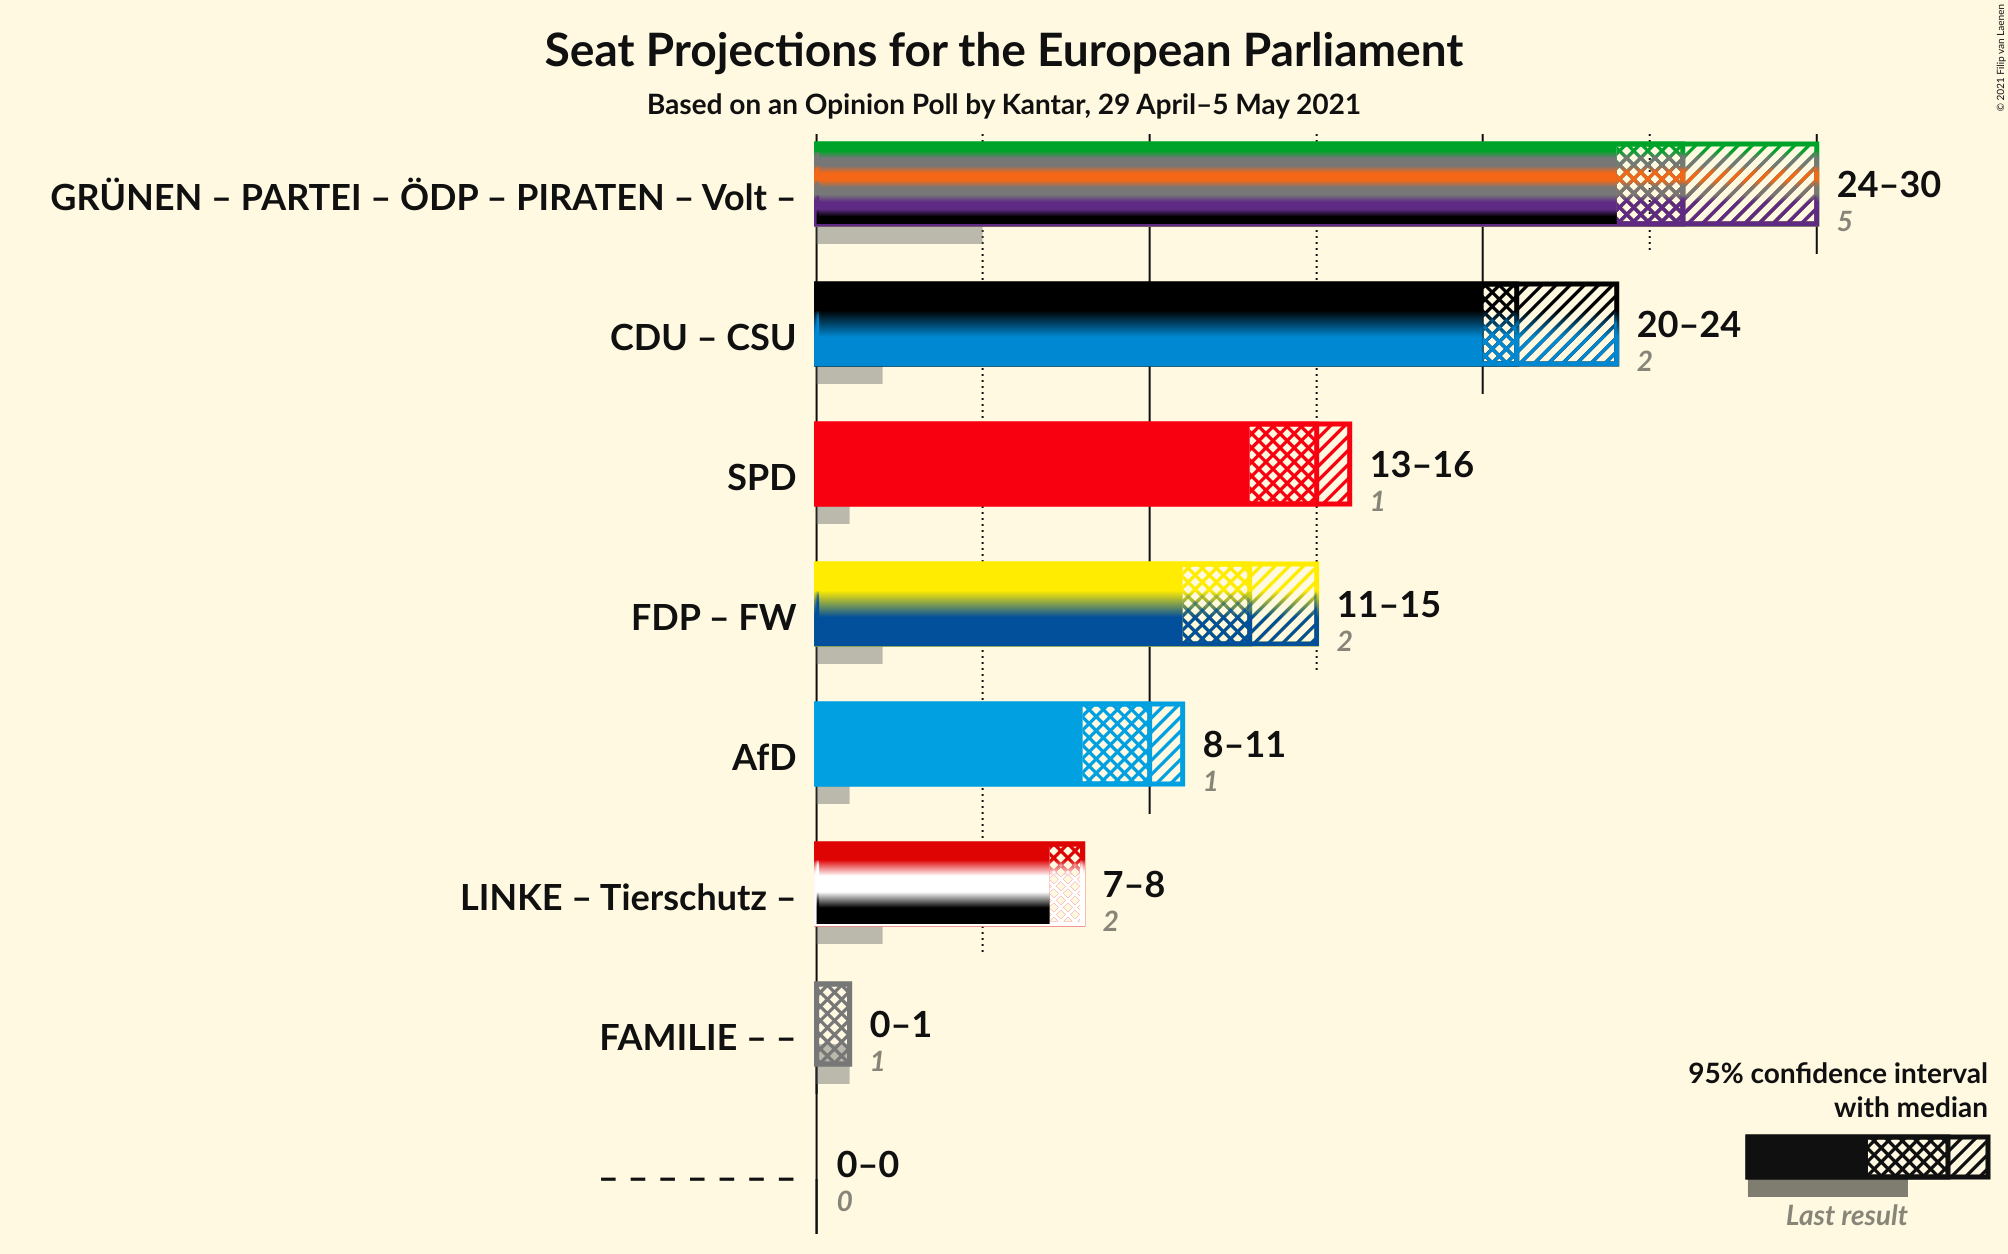 Seat Projections for the European Parliament
Based on an Opinion Poll by Kantar, 29 April–5 May 2021
© 2021 Filip van Laenen
GRÜNEN – PARTEI – ÖDP – PIRATEN – Volt –
24–30
5
CDU – CSU
20–24
2
SPD
13–16
1
FDP – FW
11–15
2
AfD
8–11
1
LINKE – Tierschutz –
7–8
2
FAMILIE – –
0–1
1
– – – – – – –
0–0
0
95% confidence interval
with median
Last result